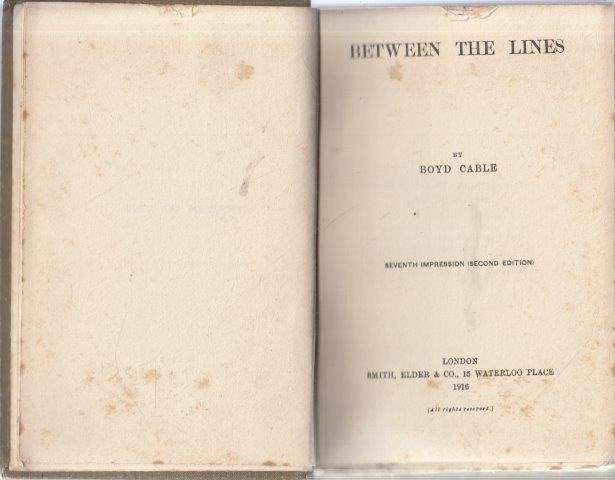 BETWEEN THE LINES
BY
BOYD CABLE
SEVENTH IMPRESSION (SECOND EDITION)
LONDON
SMITH, ELDER & CO., 15 WATERLOO PLACE
1916
[All rights reserved.]